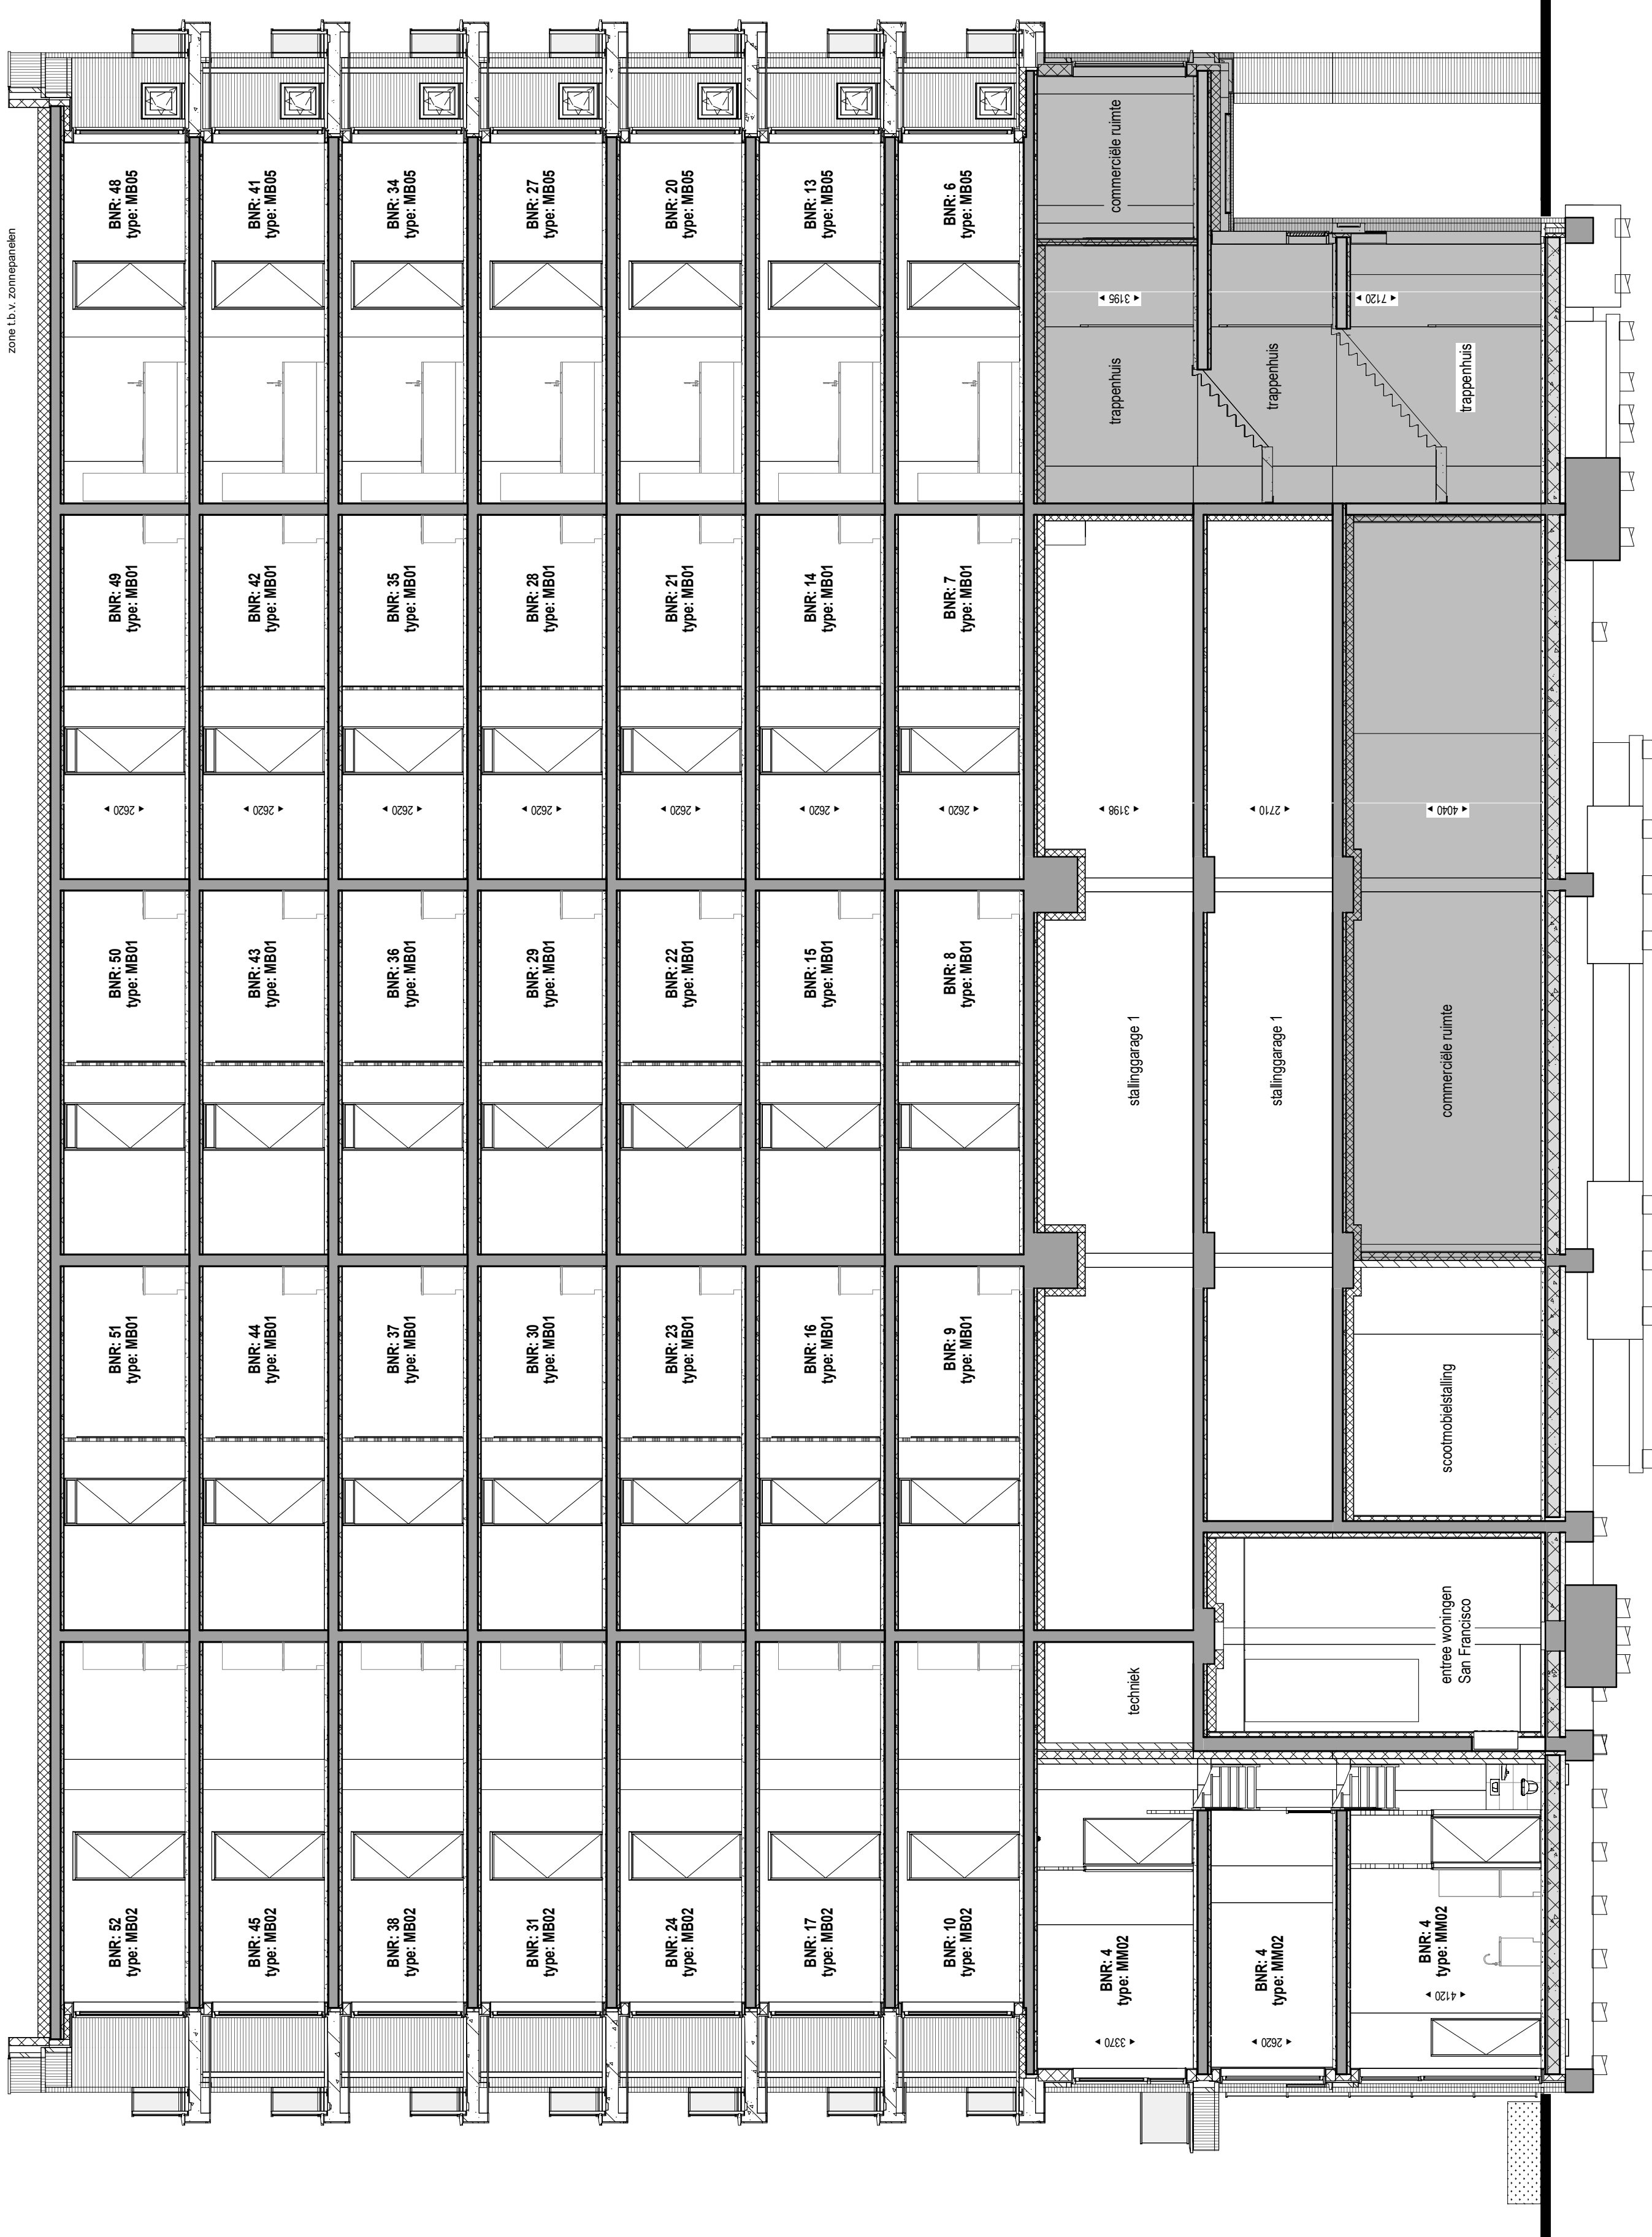 zone t.b.v. zonnepanelen
BNR: 52
type: MB02
BNR: 51
type: MB01
BNR: 50
type: MB01
BNR: 49
type: MB01
BNR: 48
type: MB05
2620
BNR: 45
type: MB02
BNR: 44
type: MB01
BNR: 43
type: MB01
BNR: 42
type: MB01
BNR: 41
type: MB05
2620
BNR: 38
type: MB02
BNR: 37
type: MB01
BNR: 36
type: MB01
BNR: 35
type: MB01
BNR: 34
type: MB05
2620
BNR: 31
type: MB02
BNR: 30
type: MB01
BNR: 29
type: MB01
BNR: 28
type: MB01
BNR: 27
type: MB05
2620
BNR: 24
type: MB02
BNR: 23
type: MB01
BNR: 22
type: MB01
BNR: 21
type: MB01
BNR: 20
type: MB05
2620
BNR: 17
type: MB02
BNR: 16
type: MB01
BNR: 15
type: MB01
BNR: 14
type: MB01
BNR: 13
type: MB05
2620
BNR: 10
type: MB02
BNR: 9
type: MB01
BNR: 8
type: MB01
BNR: 7
type: MB01
BNR: 6
type: MB05
2620
3370
BNR: 4
type: MM02
techniek
stallinggarage 1
3198
trappenhuis
3195
commerciële ruimte
2620
BNR: 4
type: MM02
stallinggarage 1
2710
trappenhuis
4120
BNR: 4
type: MM02
entree woningen
San Francisco
scootmobielstalling
commerciële ruimte
4040
trappenhuis
7120